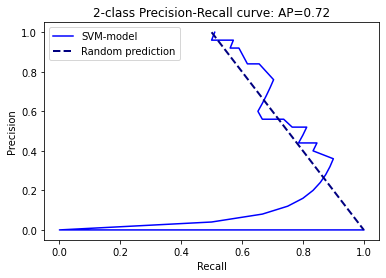 2-class Precision-Recall curve: AP=0.72
SVM-model
Random prediction
Precision
1.0
0.8
0.6
0.4
0.2
0.0
0.0 0.2 0.4 0.6 0.8 1.0
Recall